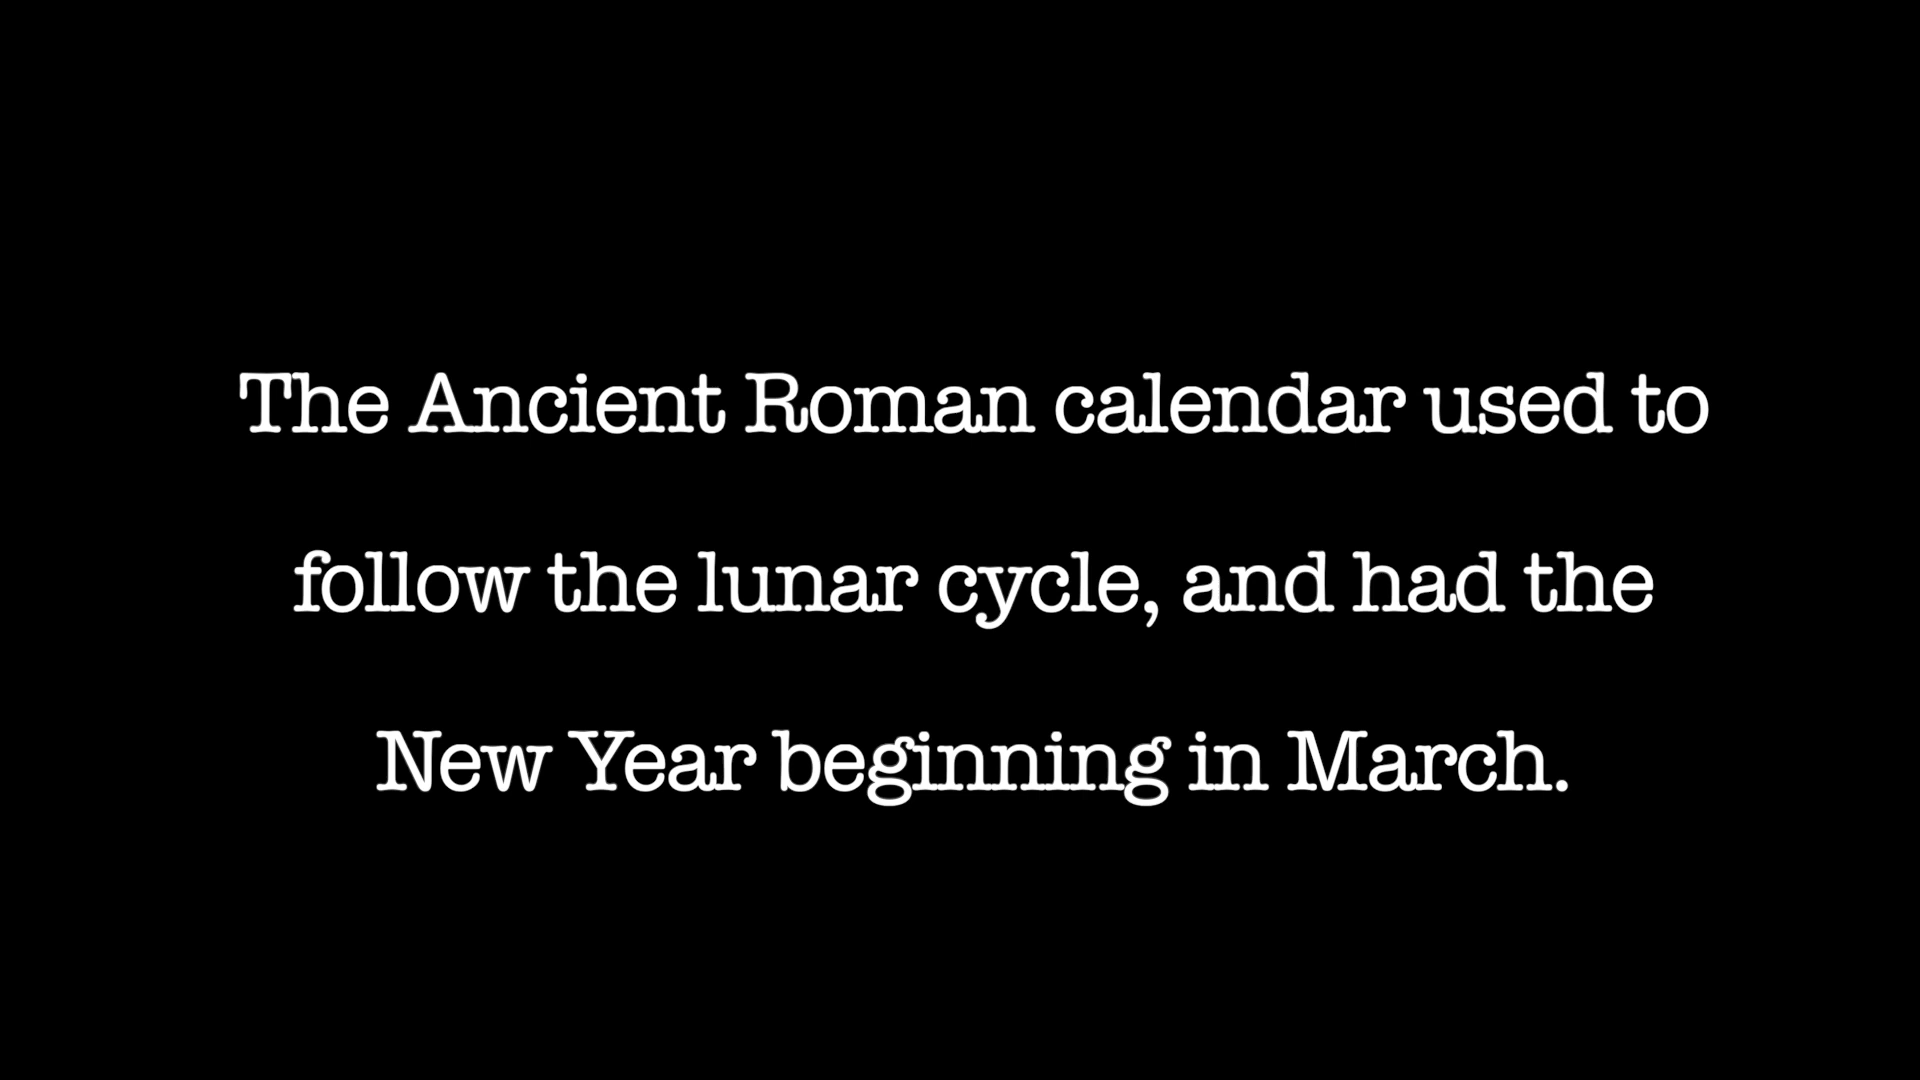 The Ancient Roman calendar used to
follow the lunar cycle, and had the
New Year beginning in March.